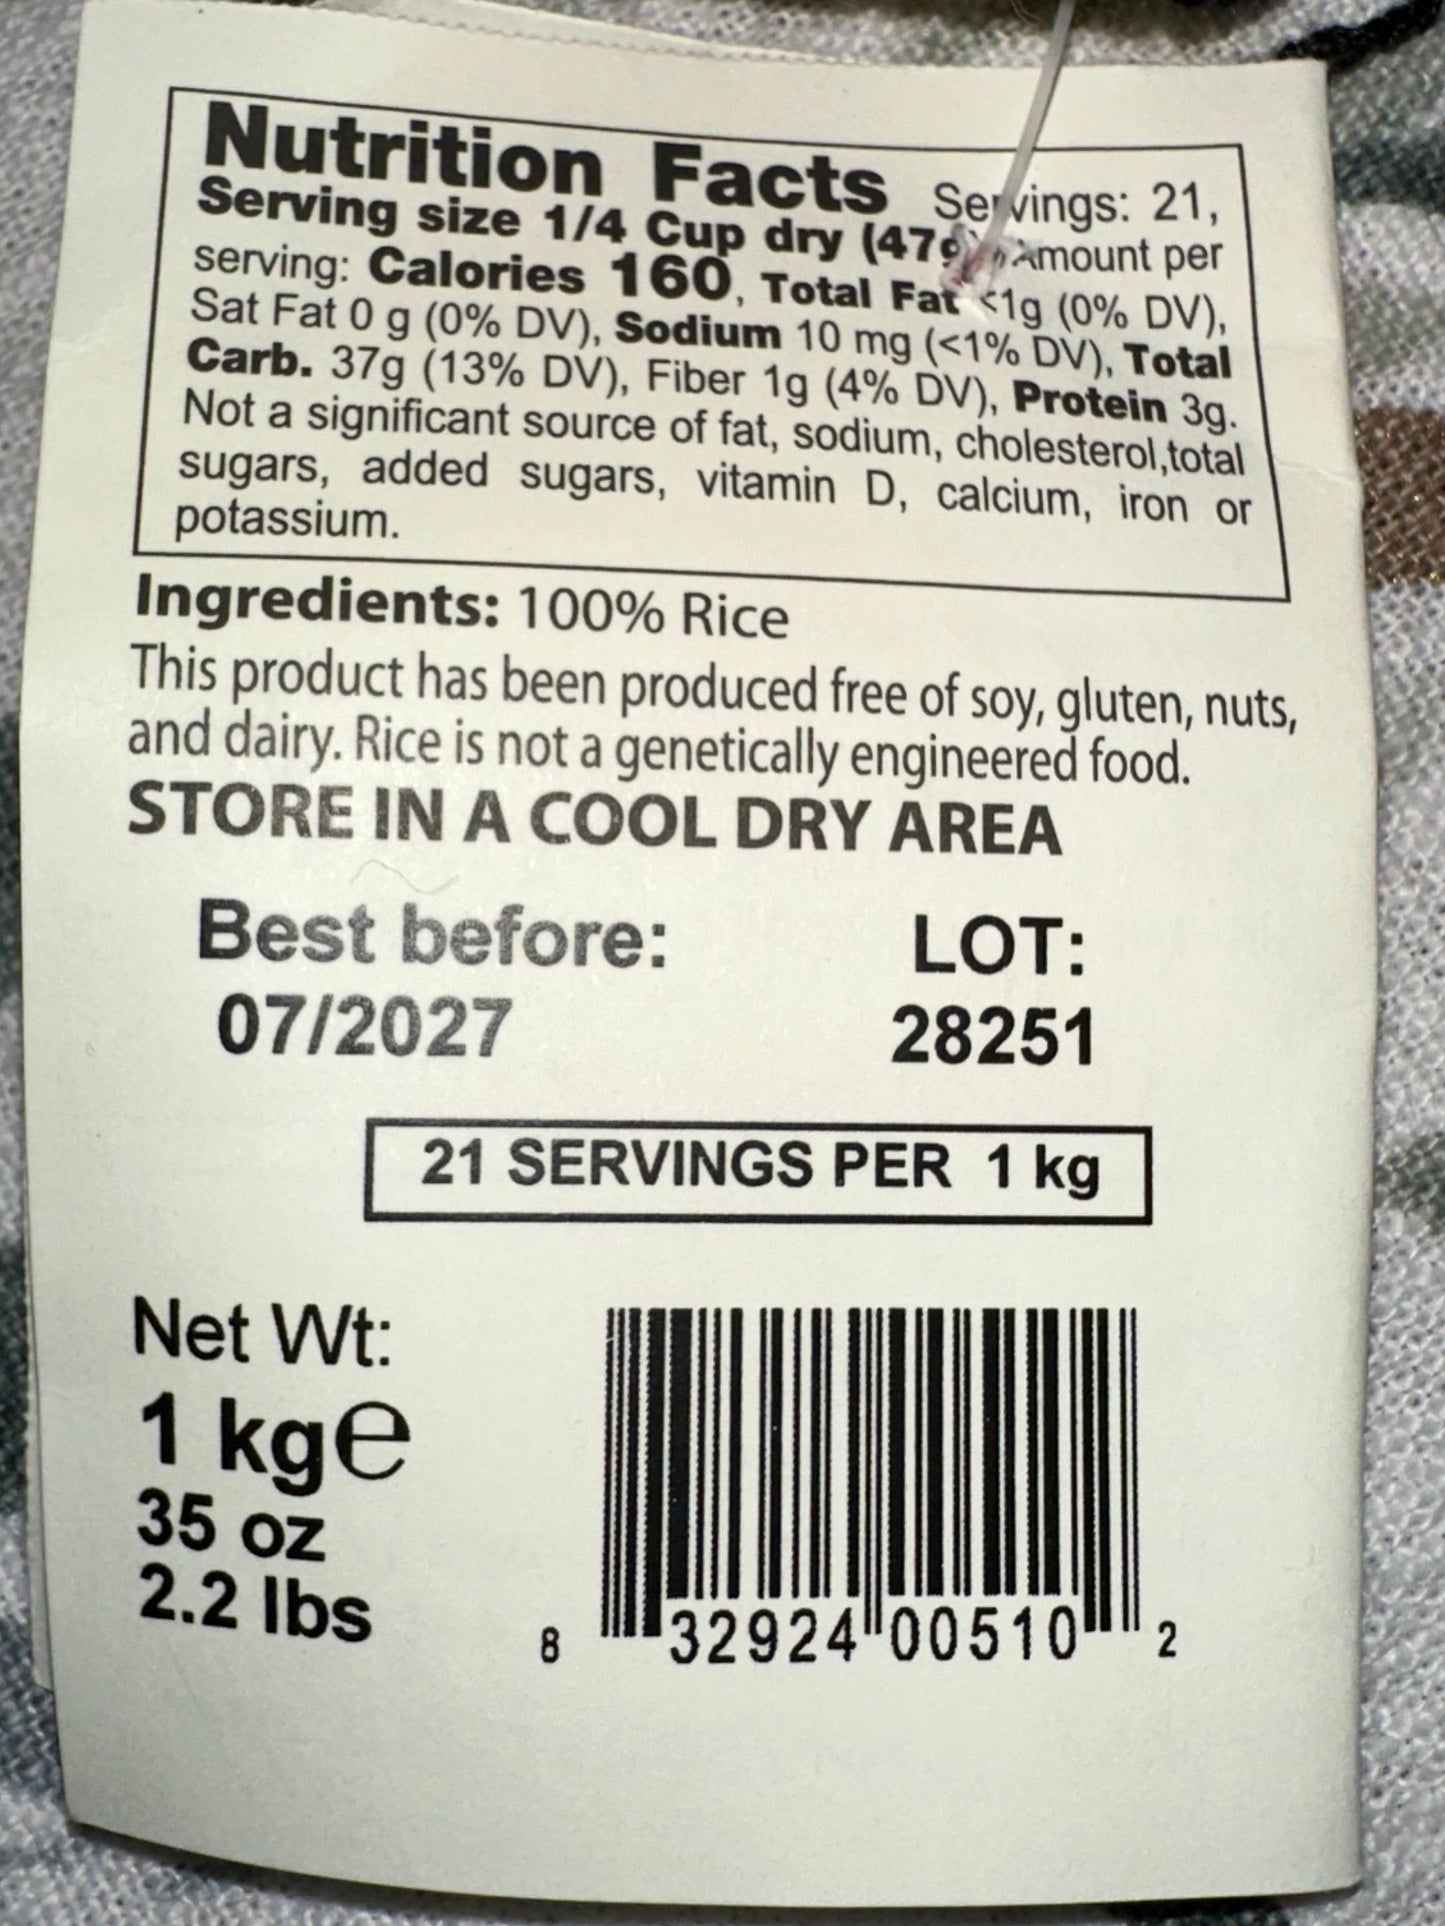 Nutrition Facts Servings: 21,
Serving size 1/4 Cup dry (47g) Amount per
serving: Calories 160, Total Fat <1g (0% DV),
Sat Fat 0 g (0% DV), Sodium 10 mg (<1% DV), Total
Carb. 37g (13% DV), Fiber 1g (4% DV), Protein 3g.
Not a significant source of fat, sodium, cholesterol,total
sugars, added sugars, vitamin D, calcium, iron or
potassium.
Ingredients: 100% Rice
This product has been produced free of soy, gluten, nuts,
and dairy. Rice is not a genetically engineered food.
STORE IN A COOL DRY AREA
Best before: LOT:
07/2027 28251
21 SERVINGS PER 1 kg
Net Wt:
1 kg℮
35 oz
2.2 lbs
8 32924 00510 2